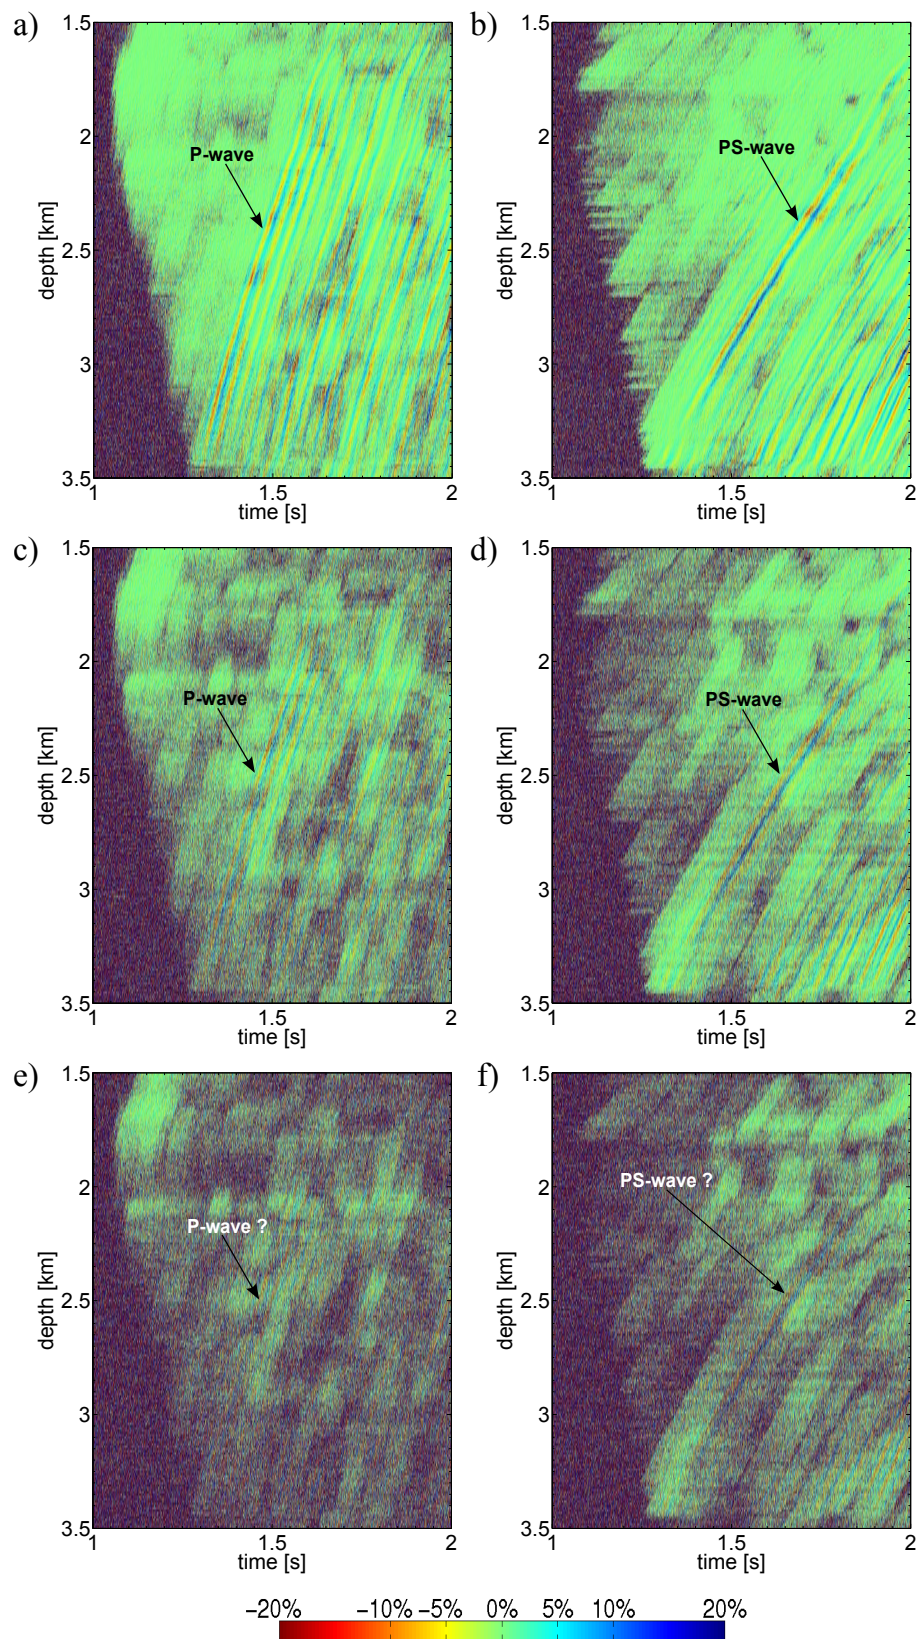 a)
b)
1.5
2
2.5
3
3.5
depth [km]
P-wave
1
1.5
2
time [s]
1.5
2
2.5
3
3.5
depth [km]
PS-wave
1
1.5
2
time [s]
c)
d)
1.5
2
2.5
3
3.5
depth [km]
P-wave
1
1.5
2
time [s]
1.5
2
2.5
3
3.5
depth [km]
PS-wave
1
1.5
2
time [s]
e)
f)
1.5
2
2.5
3
3.5
depth [km]
P-wave ?
1
1.5
2
time [s]
1.5
2
2.5
3
3.5
depth [km]
PS-wave ?
1
1.5
2
time [s]
−20% −10% −5% 0% 5% 10% 20%